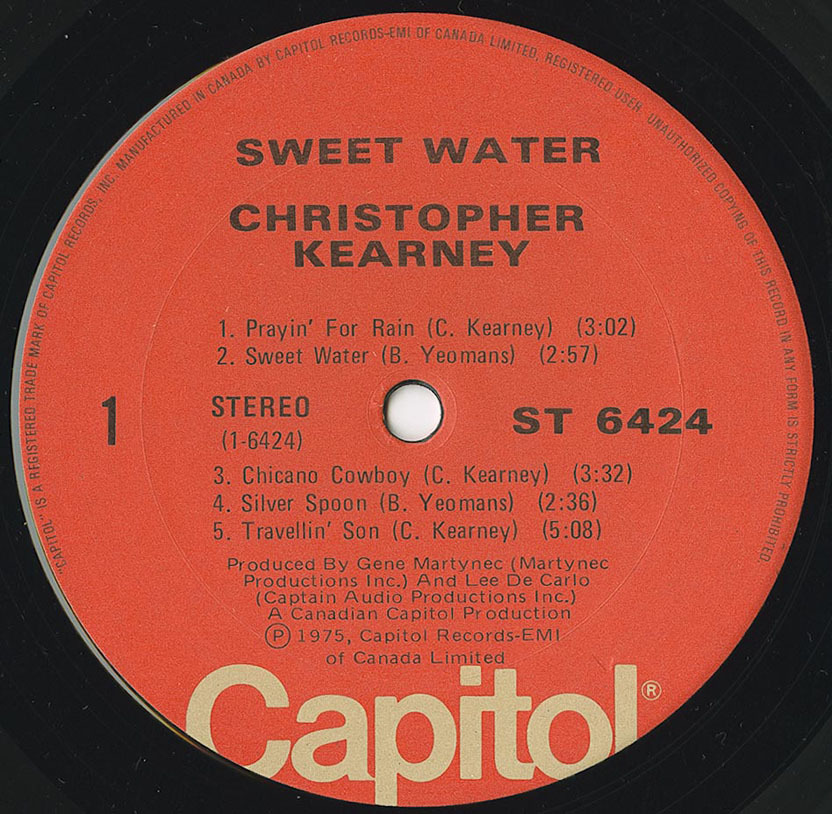 "CAPITOL" IS A REGISTERED TRADE MARK OF CAPITOL RECORDS, INC. MANUFACTURED IN CANADA BY CAPITOL RECORDS-EMI OF CANADA LIMITED, REGISTERED USER. UNAUTHORIZED COPYING OF THIS RECORD IN ANY FORM IS STRICTLY PROHIBITED.
SWEET WATER
CHRISTOPHER
KEARNEY
1. Prayin' For Rain (C. Kearney) (3:02)
2. Sweet Water (B. Yeomans) (2:57)
1 STEREO ST 6424
(1-6424)
3. Chicano Cowboy (C. Kearney) (3:32)
4. Silver Spoon (B. Yeomans) (2:36)
5. Travellin' Son (C. Kearney) (5:08)
Produced By Gene Martynec (Martynec
Productions Inc.) And Lee De Carlo
(Captain Audio Productions Inc.)
A Canadian Capitol Production
Ⓟ 1975, Capitol Records-EMI
of Canada Limited
Capitol®